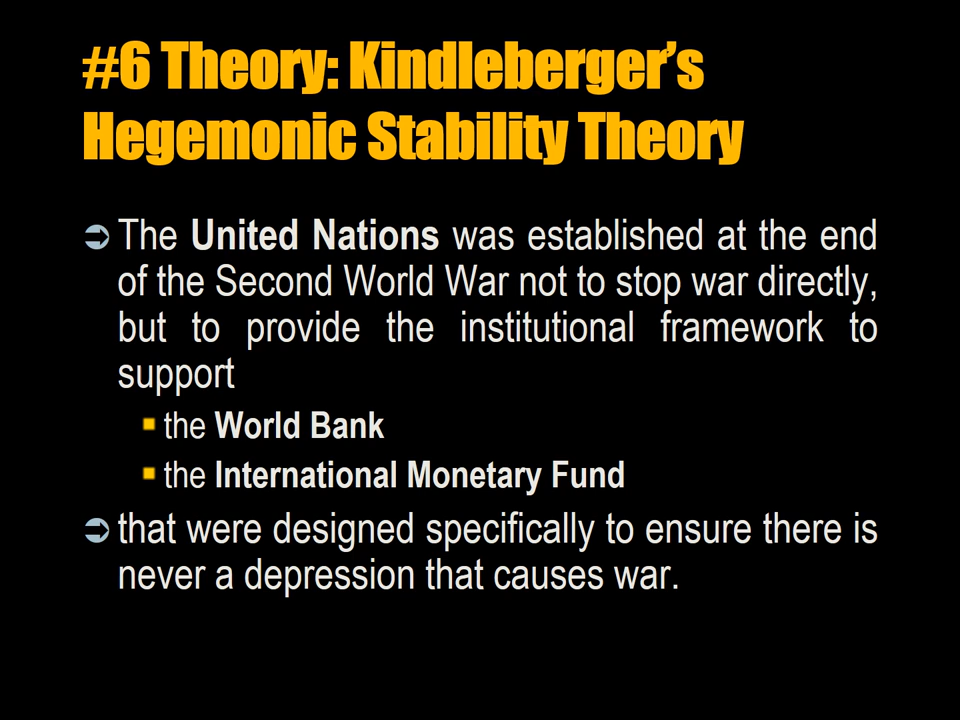 #6 Theory: Kindleberger’s
Hegemonic Stability Theory
The United Nations was established at the end
of the Second World War not to stop war directly,
but to provide the institutional framework to
support
the World Bank
the International Monetary Fund
that were designed specifically to ensure there is
never a depression that causes war.